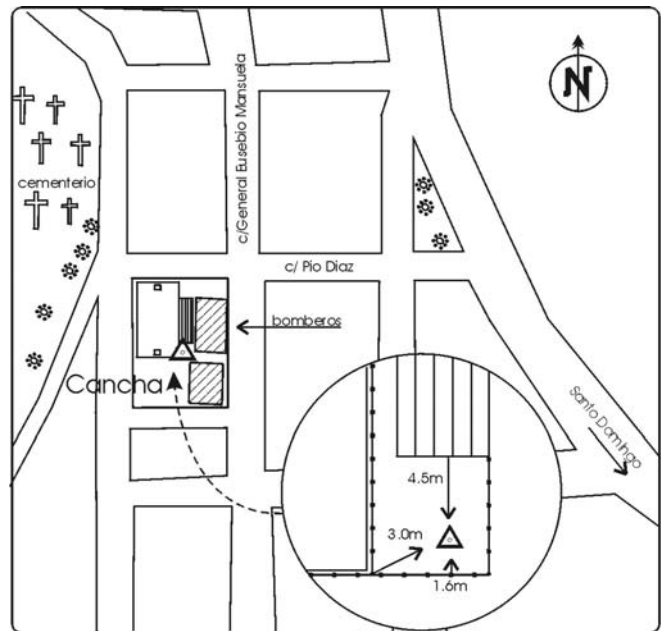 c/General Eusebio Mansuela
N
cementerio
c/ Pio Diaz
bomberos
Cancha
Santo Domingo
4.5m
3.0m
1.6m